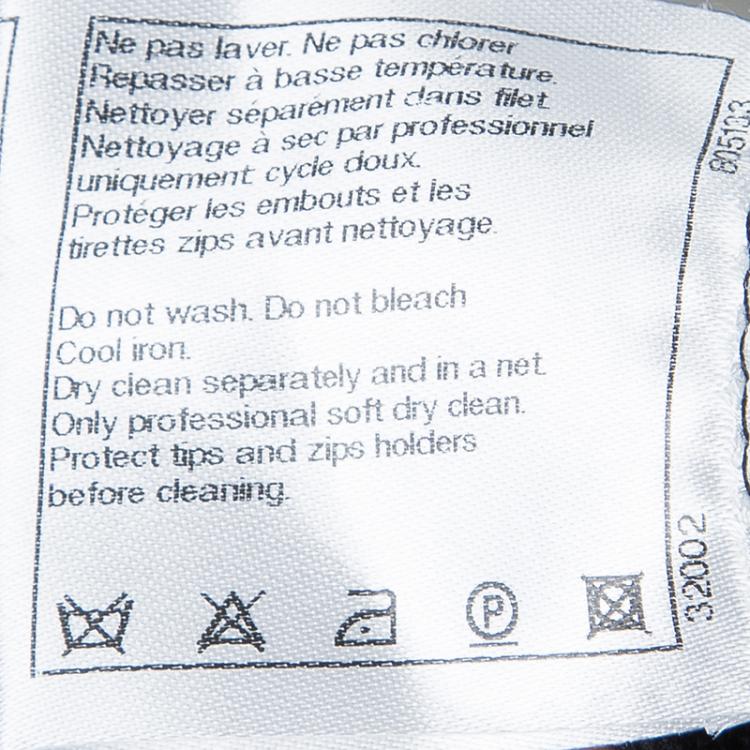 Ne pas laver. Ne pas chlorer
Repasser à basse température.
Nettoyer séparément dans filet
Nettoyage à sec par professionnel
uniquement cycle doux.
Protéger les embouts et les
tirettes zips avant nettoyage.
Do not wash. Do not bleach
Cool iron.
Dry clean separately and in a net.
Only professional soft dry clean.
Protect tips and zips holders
before cleaning.
P
32002